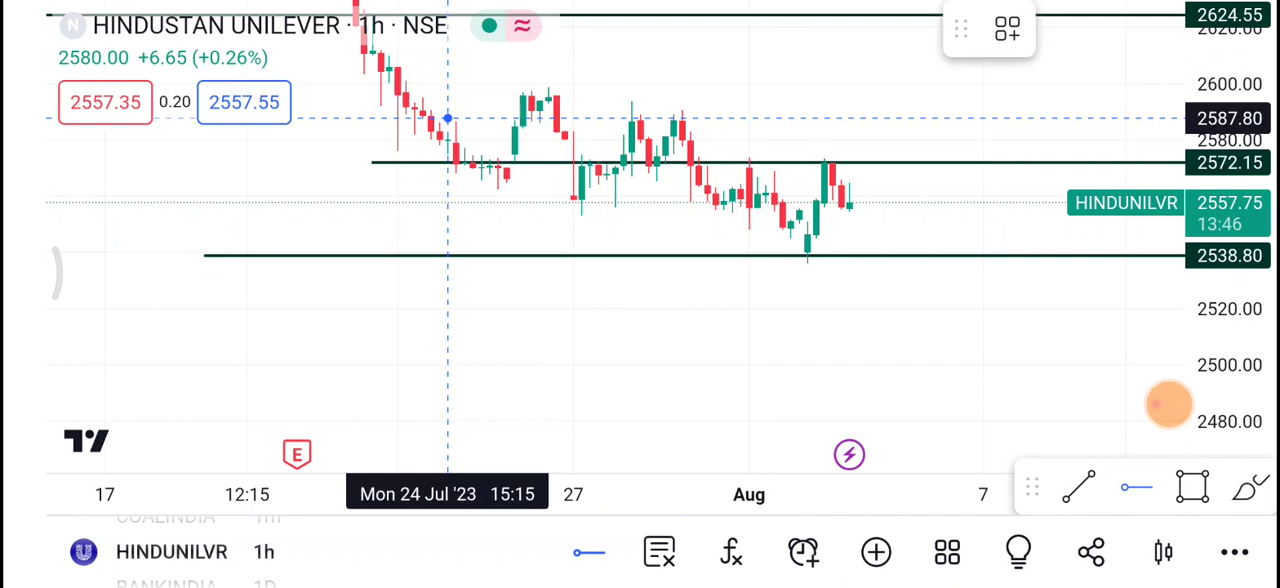 2624.55
N HINDUSTAN UNILEVER · 1h · NSE
2620.00
2580.00 +6.65 (+0.26%)
2600.00
2557.35 0.20 2557.55
2587.80
2580.00
2572.15
HINDUNILVR 2557.75
13:46
2538.80
2520.00
2500.00
2480.00
E
17 12:15 Mon 24 Jul '23 15:15 27 Aug 7
COALINDIA 1m
HINDUNILVR 1h
BANKINDIA 1D